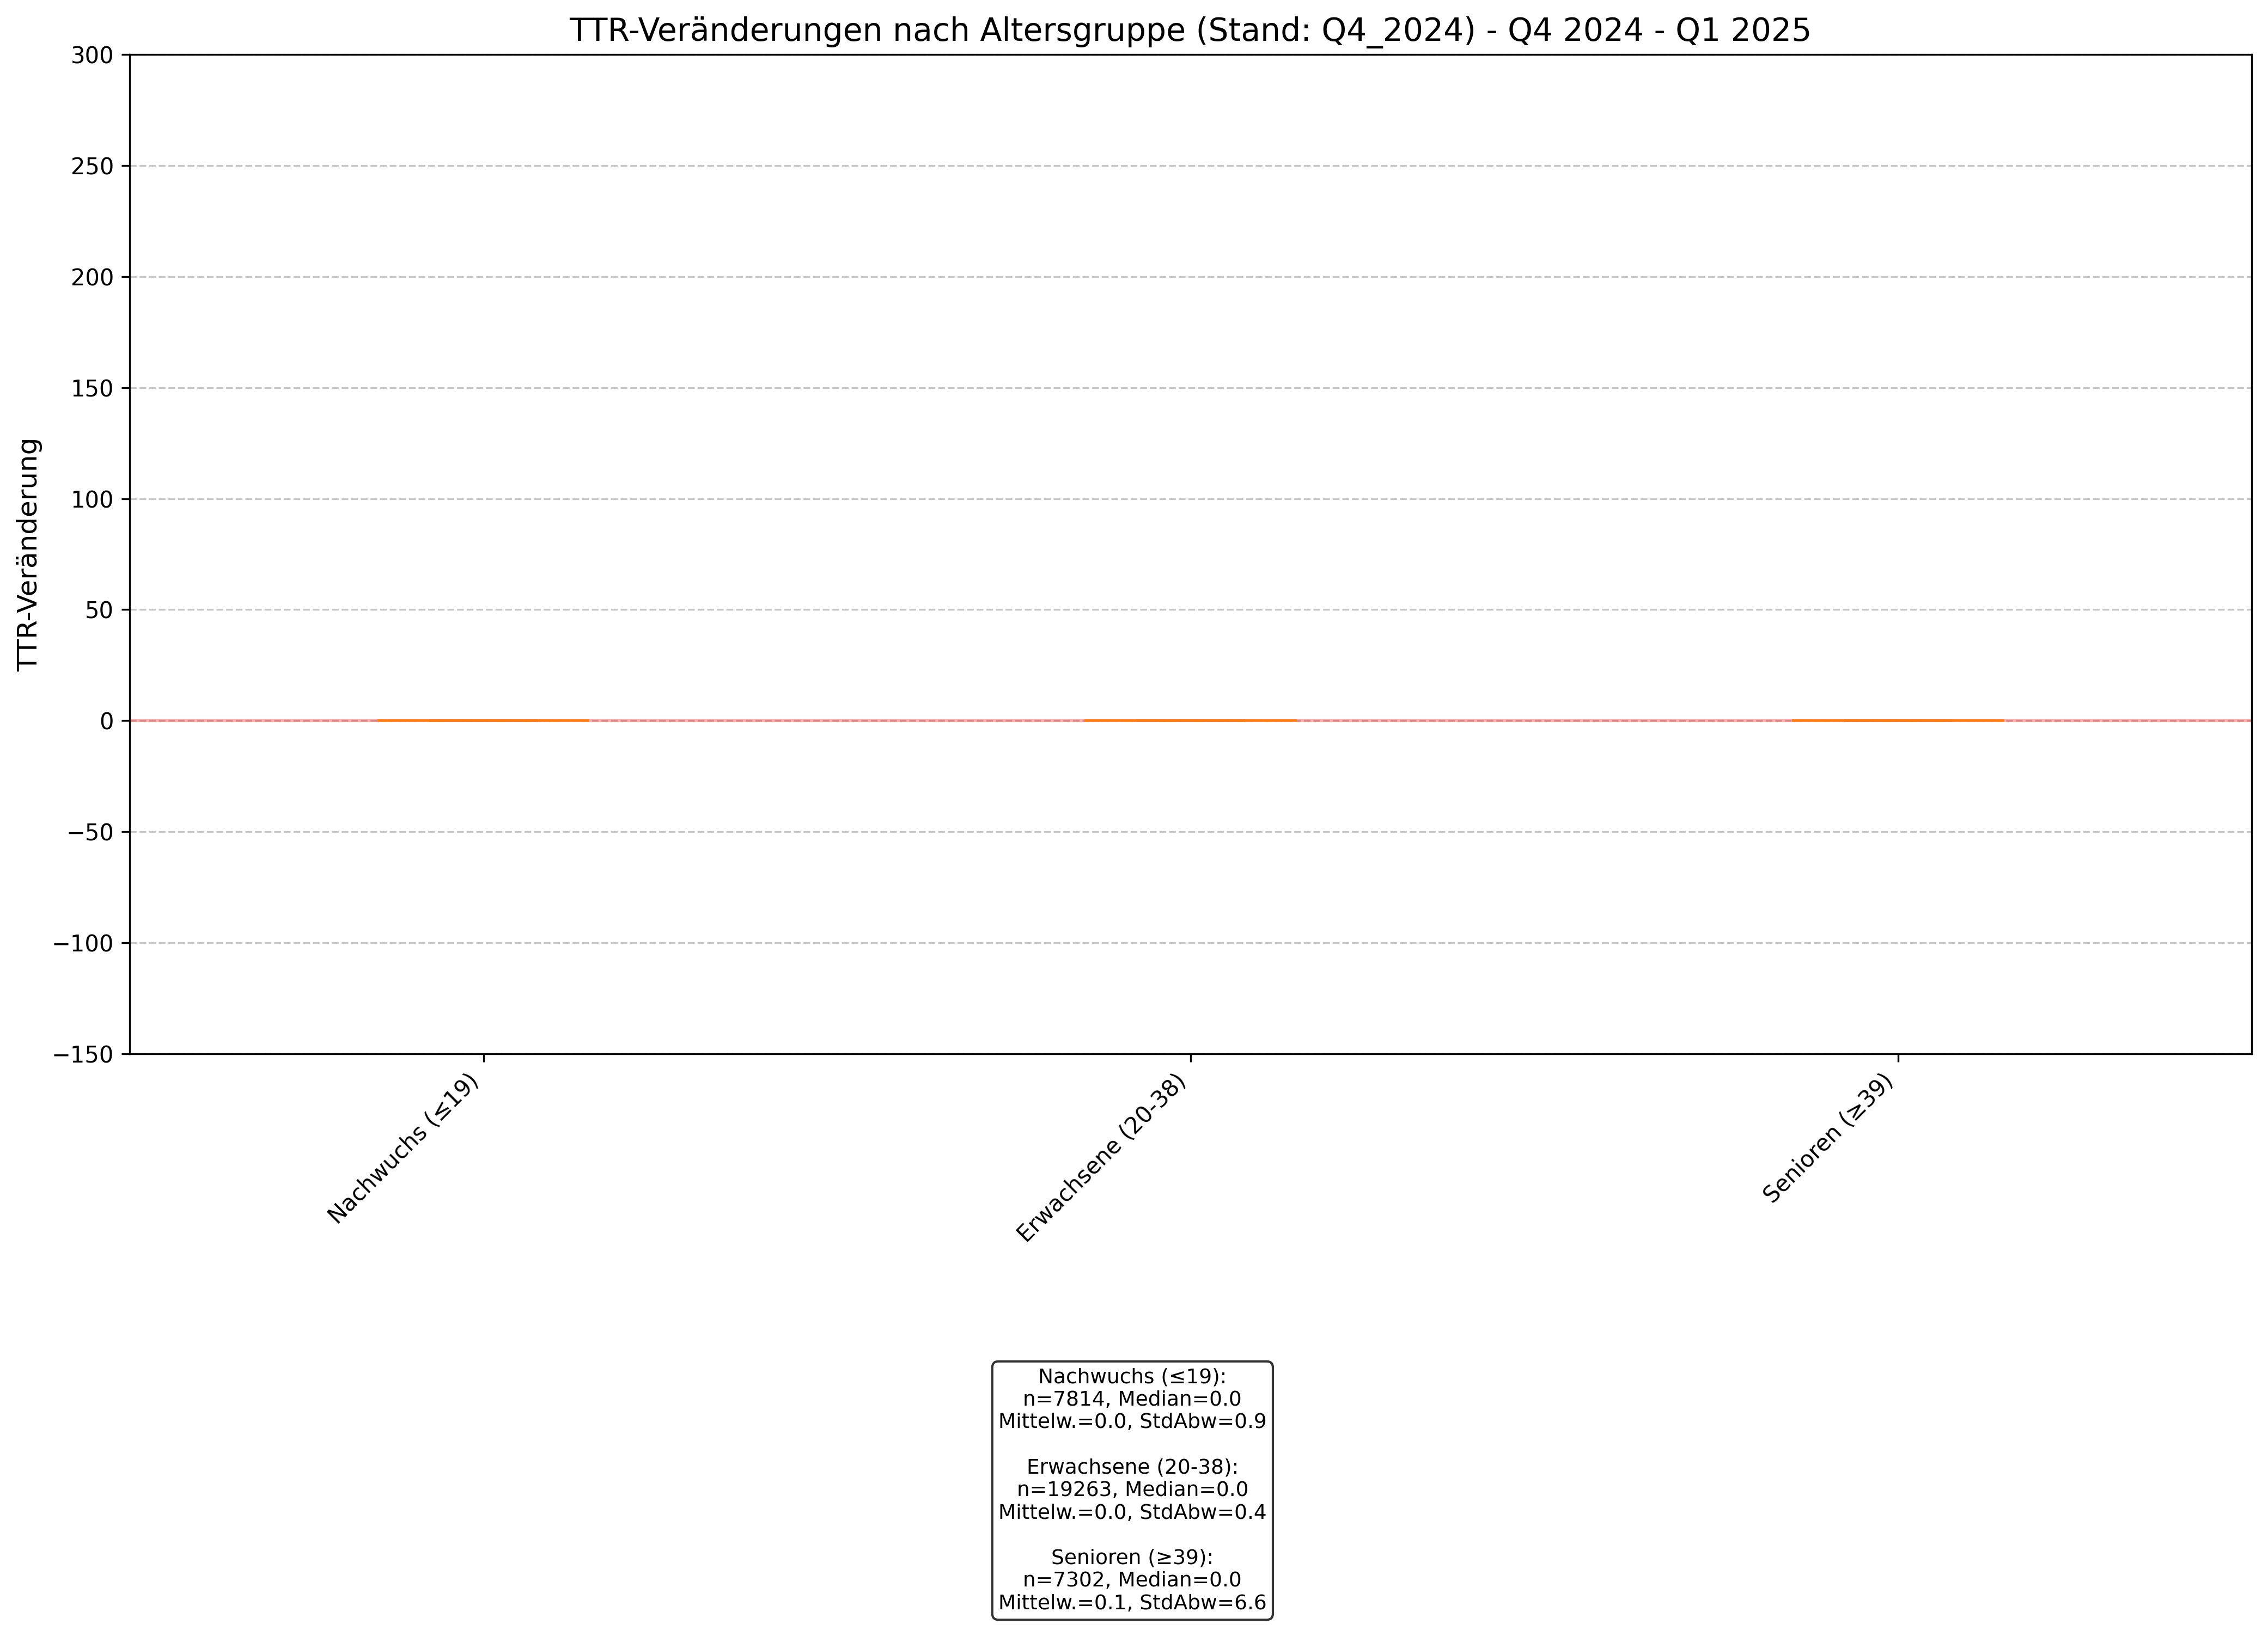 TTR-Veränderungen nach Altersgruppe (Stand: Q4_2024) - Q4 2024 - Q1 2025
TTR-Veränderung
300
250
200
150
100
50
0
−50
−100
−150
Nachwuchs (≤19)
Erwachsene (20-38)
Senioren (≥39)
Nachwuchs (≤19):
n=7814, Median=0.0
Mittelw.=0.0, StdAbw=0.9
Erwachsene (20-38):
n=19263, Median=0.0
Mittelw.=0.0, StdAbw=0.4
Senioren (≥39):
n=7302, Median=0.0
Mittelw.=0.1, StdAbw=6.6